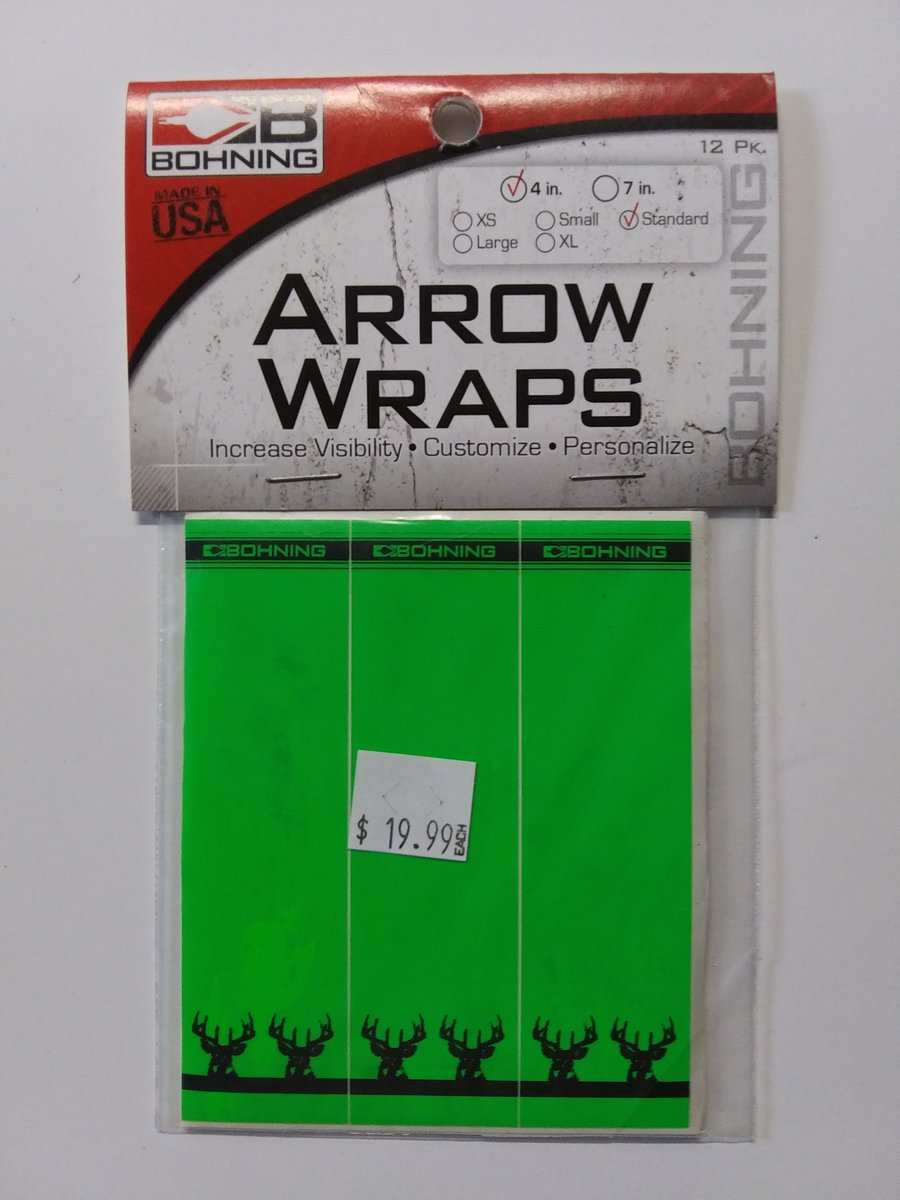 B
BOHNING
MADE IN
USA
12 PK.
4 in. 7 in.
XS Small Standard
Large XL
BOHNING
ARROW
WRAPS
Increase Visibility • Customize • Personalize
BOHNING BOHNING BOHNING
$ 19.99 EACH